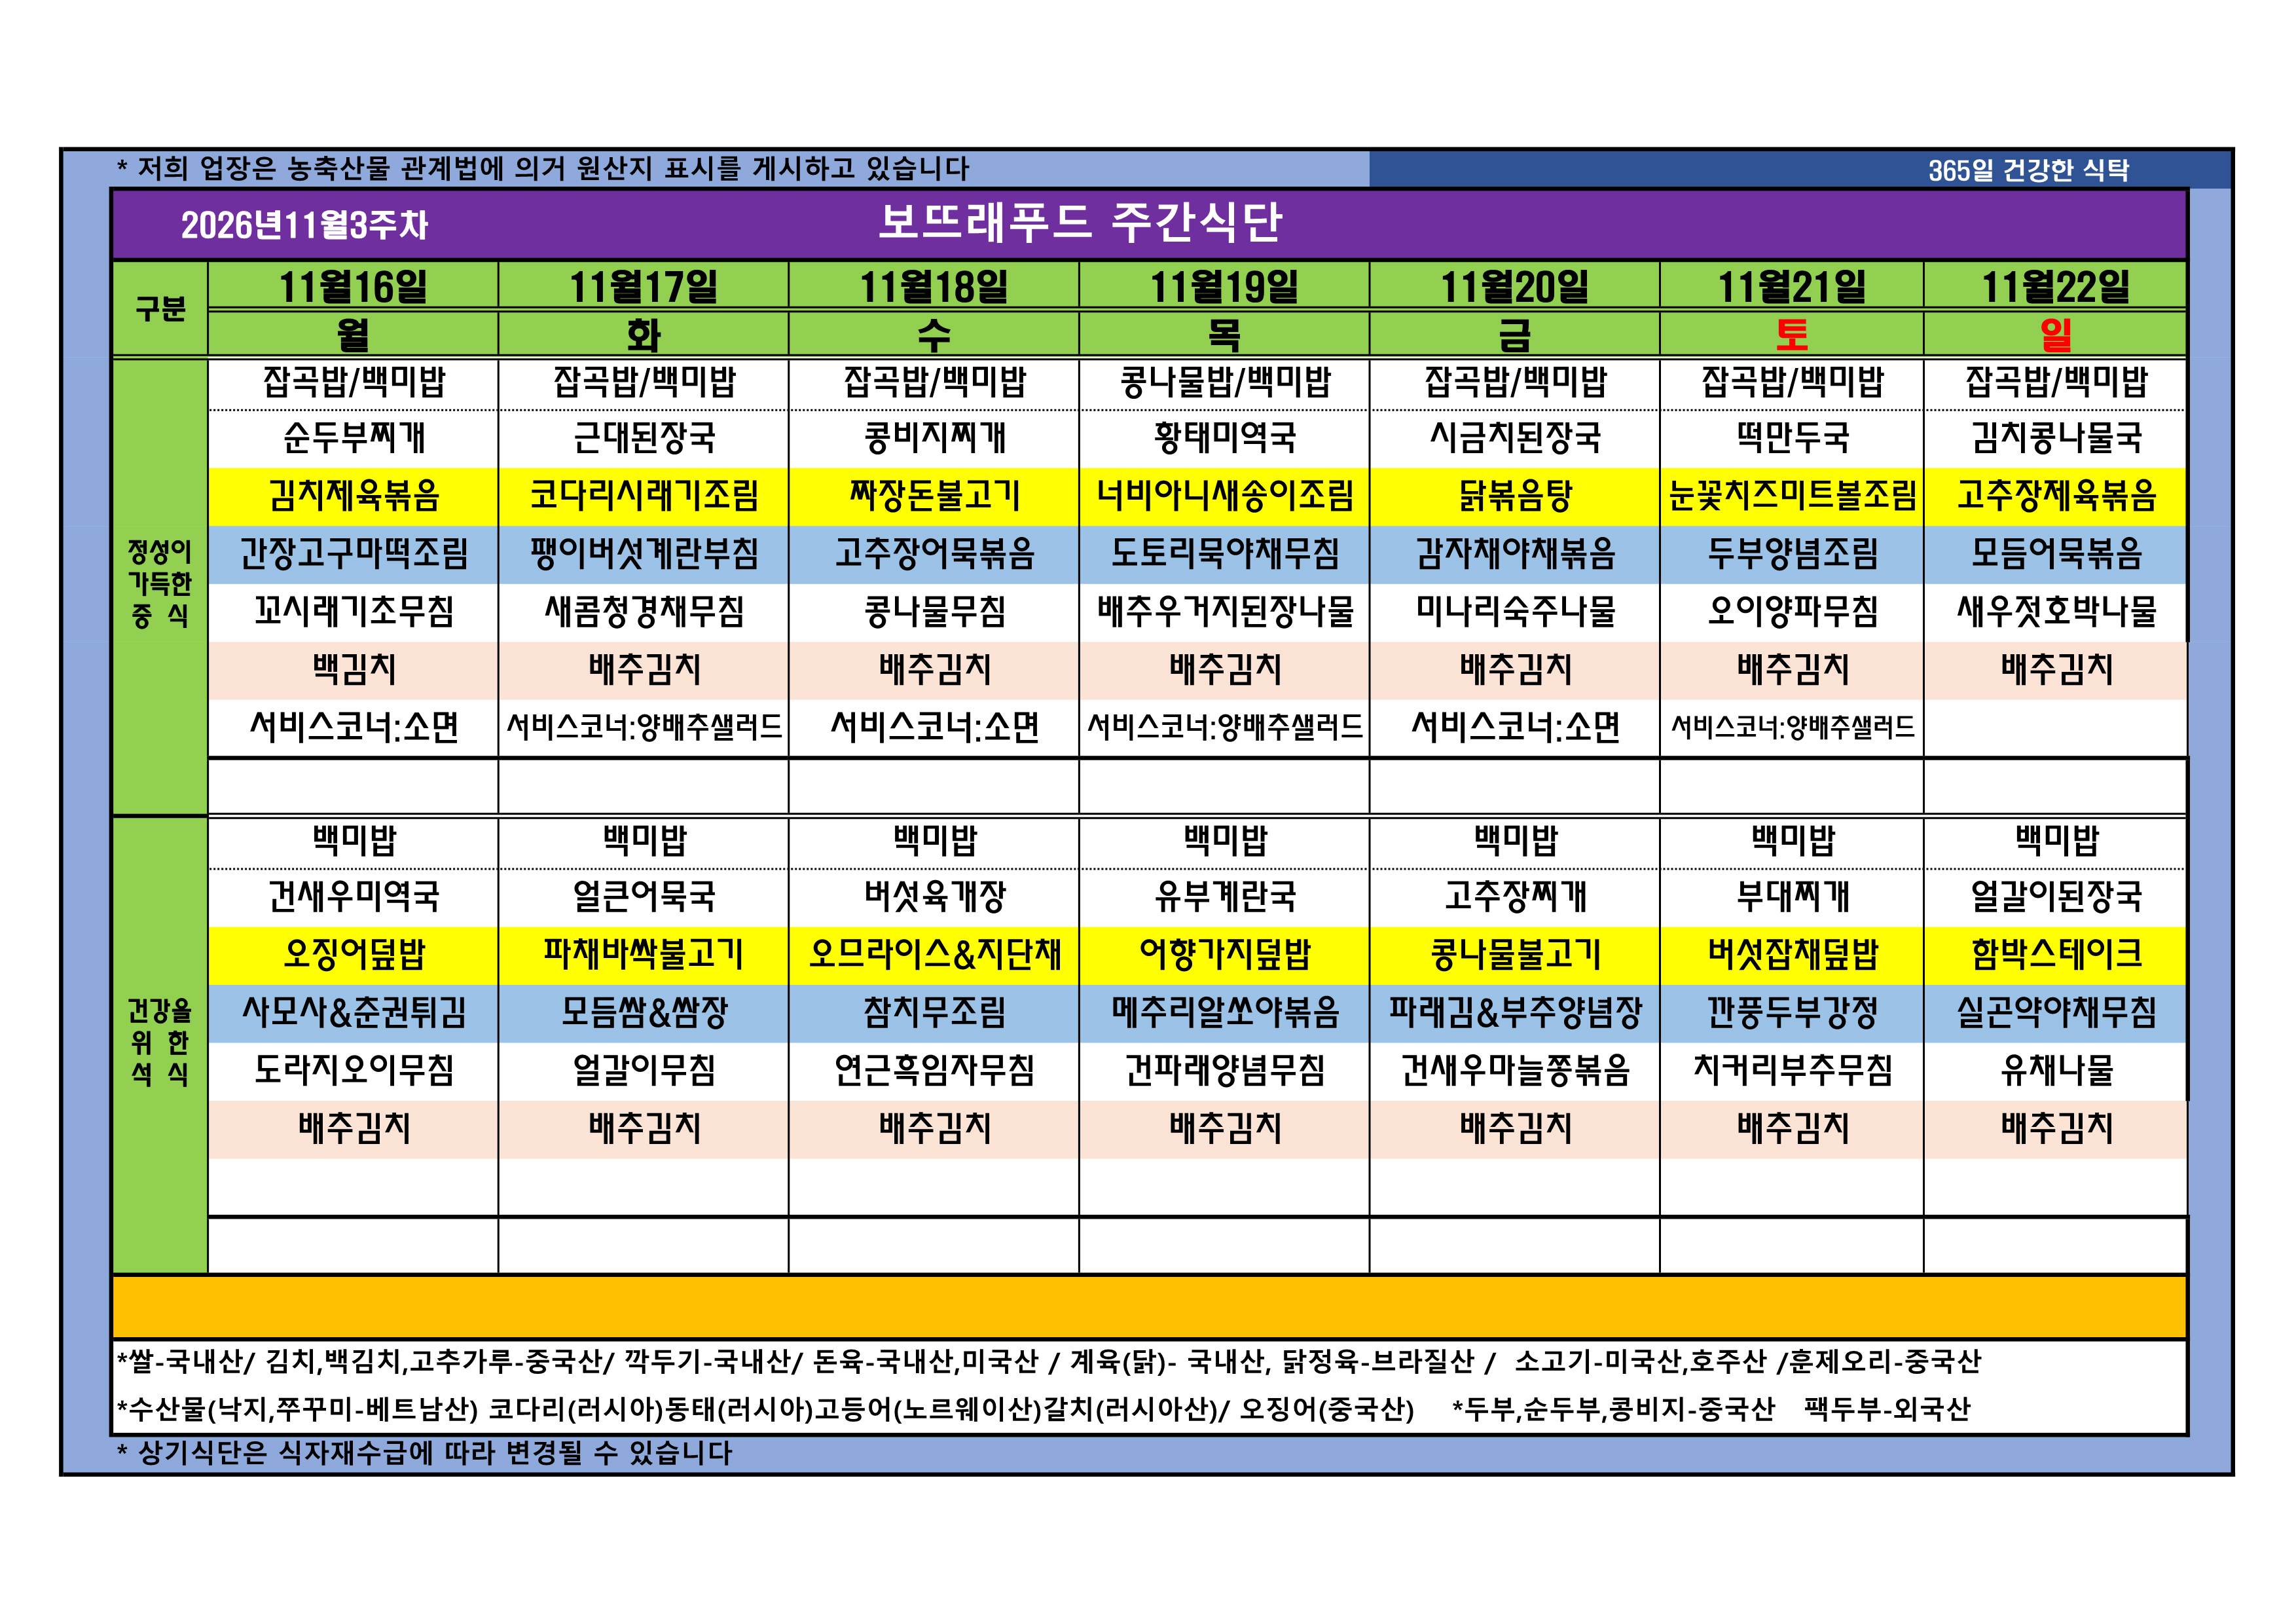 * 저희 업장은 농축산물 관계법에 의거 원산지 표시를 게시하고 있습니다 365일 건강한 식탁
2026년11월3주차 보뜨래푸드 주간식단
구분 11월16일 11월17일 11월18일 11월19일 11월20일 11월21일 11월22일
월 화 수 목 금 토 일
정성이
가득한
중 식
잡곡밥/백미밥 잡곡밥/백미밥 잡곡밥/백미밥 콩나물밥/백미밥 잡곡밥/백미밥 잡곡밥/백미밥 잡곡밥/백미밥
순두부찌개 근대된장국 콩비지찌개 황태미역국 시금치된장국 떡만두국 김치콩나물국
김치제육볶음 코다리시래기조림 짜장돈불고기 너비아니새송이조림 닭볶음탕 눈꽃치즈미트볼조림 고추장제육볶음
간장고구마떡조림 팽이버섯계란부침 고추장어묵볶음 도토리묵야채무침 감자채야채볶음 두부양념조림 모듬어묵볶음
꼬시래기초무침 새콤청경채무침 콩나물무침 배추우거지된장나물 미나리숙주나물 오이양파무침 새우젓호박나물
백김치 배추김치 배추김치 배추김치 배추김치 배추김치 배추김치
서비스코너:소면 서비스코너:양배추샐러드 서비스코너:소면 서비스코너:양배추샐러드 서비스코너:소면 서비스코너:양배추샐러드
건강을
위 한
석 식
백미밥 백미밥 백미밥 백미밥 백미밥 백미밥 백미밥
건새우미역국 얼큰어묵국 버섯육개장 유부계란국 고추장찌개 부대찌개 얼갈이된장국
오징어덮밥 파채바싹불고기 오므라이스&지단채 어향가지덮밥 콩나물불고기 버섯잡채덮밥 함박스테이크
사모사&춘권튀김 모듬쌈&쌈장 참치무조림 메추리알쏘야볶음 파래김&부추양념장 깐풍두부강정 실곤약야채무침
도라지오이무침 얼갈이무침 연근흑임자무침 건파래양념무침 건새우마늘쫑볶음 치커리부추무침 유채나물
배추김치 배추김치 배추김치 배추김치 배추김치 배추김치 배추김치
*쌀-국내산/ 김치,백김치,고추가루-중국산/ 깍두기-국내산/ 돈육-국내산,미국산 / 계육(닭)- 국내산, 닭정육-브라질산 / 소고기-미국산,호주산 /훈제오리-중국산
*수산물(낙지,쭈꾸미-베트남산) 코다리(러시아)동태(러시아)고등어(노르웨이산)갈치(러시아산)/ 오징어(중국산) *두부,순두부,콩비지-중국산 팩두부-외국산
* 상기식단은 식자재수급에 따라 변경될 수 있습니다